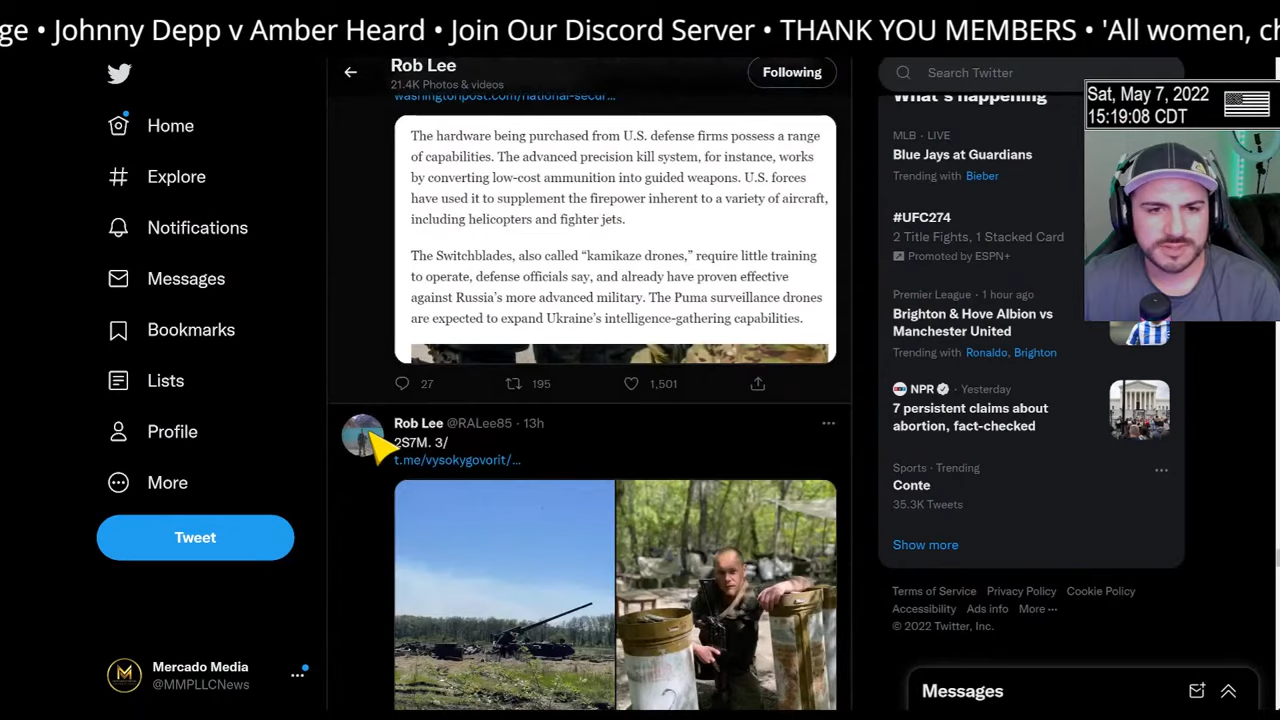 ge • Johnny Depp v Amber Heard • Join Our Discord Server • THANK YOU MEMBERS • 'All women, ch
Home
Explore
Notifications
Messages
Bookmarks
Lists
Profile
More
Tweet
Mercado Media
@MMPLLCNews
Rob Lee
21.4K Photos & videos
Following
washingtonpost.com/national-secur…
The hardware being purchased from U.S. defense firms possess a range
of capabilities. The advanced precision kill system, for instance, works
by converting low-cost ammunition into guided weapons. U.S. forces
have used it to supplement the firepower inherent to a variety of aircraft,
including helicopters and fighter jets.
The Switchblades, also called “kamikaze drones,” require little training
to operate, defense officials say, and already have proven effective
against Russia’s more advanced military. The Puma surveillance drones
are expected to expand Ukraine’s intelligence-gathering capabilities.
27
195
1,501
Rob Lee @RALee85 · 13h
2S7M. 3/
t.me/vysokygovorit/…
Search Twitter
What's happening
MLB · LIVE
Blue Jays at Guardians
Trending with Bieber
#UFC274
2 Title Fights, 1 Stacked Card
Promoted by ESPN+
Premier League · 1 hour ago
Brighton & Hove Albion vs
Manchester United
Trending with Ronaldo, Brighton
NPR · Yesterday
7 persistent claims about
abortion, fact-checked
Sports · Trending
Conte
35.3K Tweets
Show more
Terms of Service Privacy Policy Cookie Policy
Accessibility Ads info More ···
© 2022 Twitter, Inc.
Messages
Sat, May 7, 2022
15:19:08 CDT